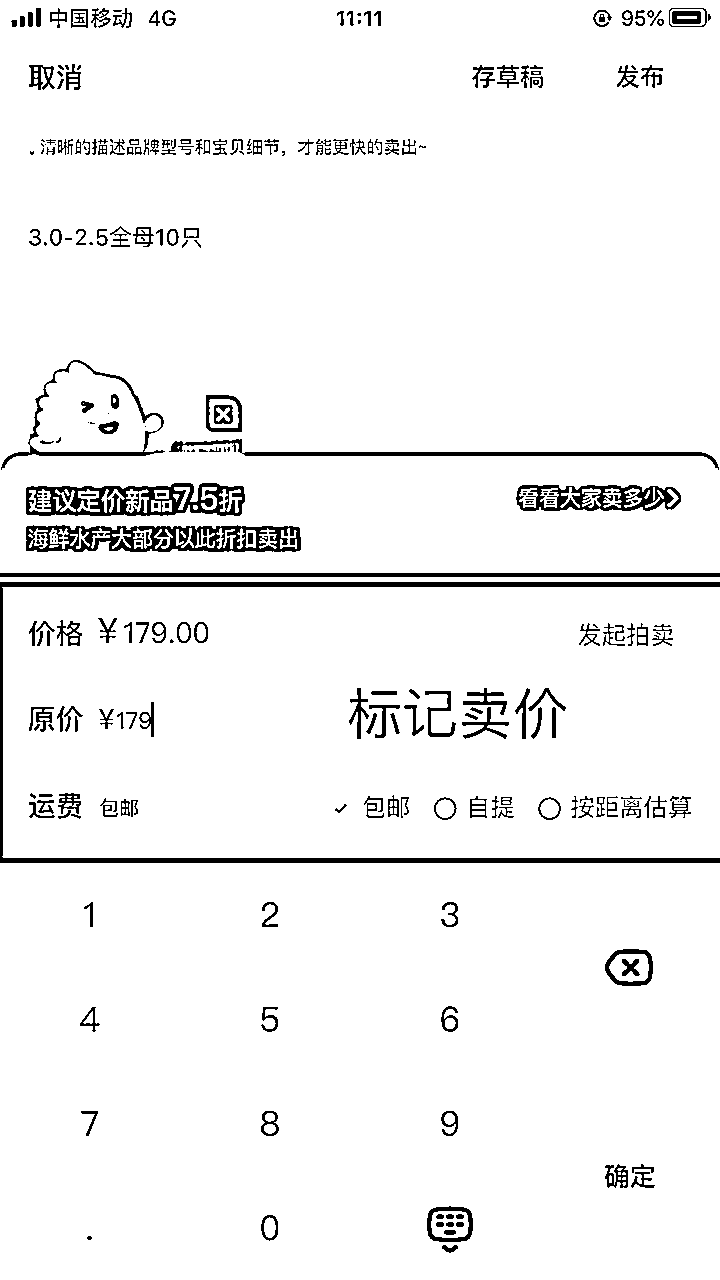 中国移动 4G 11:11 95%
取消 存草稿 发布
. 清晰的描述品牌型号和宝贝细节，才能更快的卖出~
3.0-2.5全母10只
建议定价新品7.5折 看看大家卖多少
海鲜水产大部分以此折扣卖出
价格 ¥179.00 发起拍卖
标记卖价
原价 ¥179
运费 包邮 包邮 自提 按距离估算
1 2 3
4 5 6
7 8 9
确定
. 0